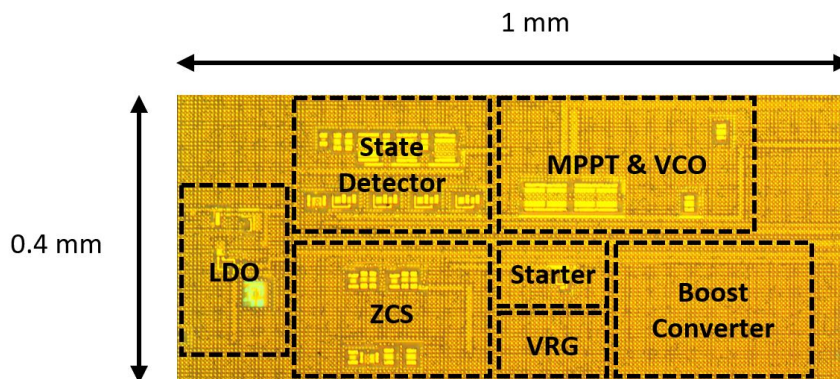 1 mm
0.4 mm
State
Detector
MPPT & VCO
LDO
ZCS
Starter
VRG
Boost
Converter